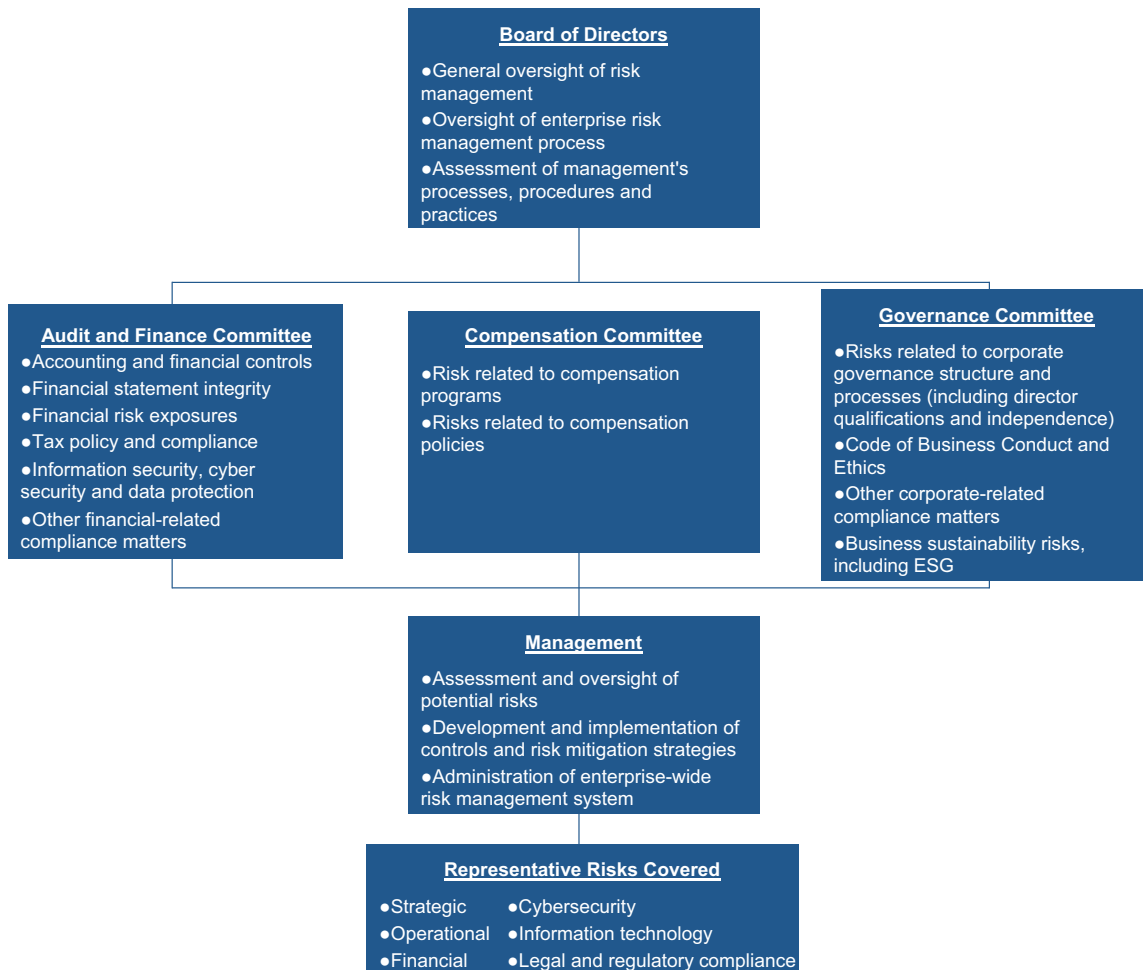 Board of Directors
●General oversight of risk
management
●Oversight of enterprise risk
management process
●Assessment of management's
processes, procedures and
practices
Audit and Finance Committee
●Accounting and financial controls
●Financial statement integrity
●Financial risk exposures
●Tax policy and compliance
●Information security, cyber
security and data protection
●Other financial-related
compliance matters
Compensation Committee
●Risk related to compensation
programs
●Risks related to compensation
policies
Governance Committee
●Risks related to corporate
governance structure and
processes (including director
qualifications and independence)
●Code of Business Conduct and
Ethics
●Other corporate-related
compliance matters
●Business sustainability risks,
including ESG
Management
●Assessment and oversight of
potential risks
●Development and implementation of
controls and risk mitigation strategies
●Administration of enterprise-wide
risk management system
Representative Risks Covered
●Strategic ●Cybersecurity
●Operational ●Information technology
●Financial ●Legal and regulatory compliance